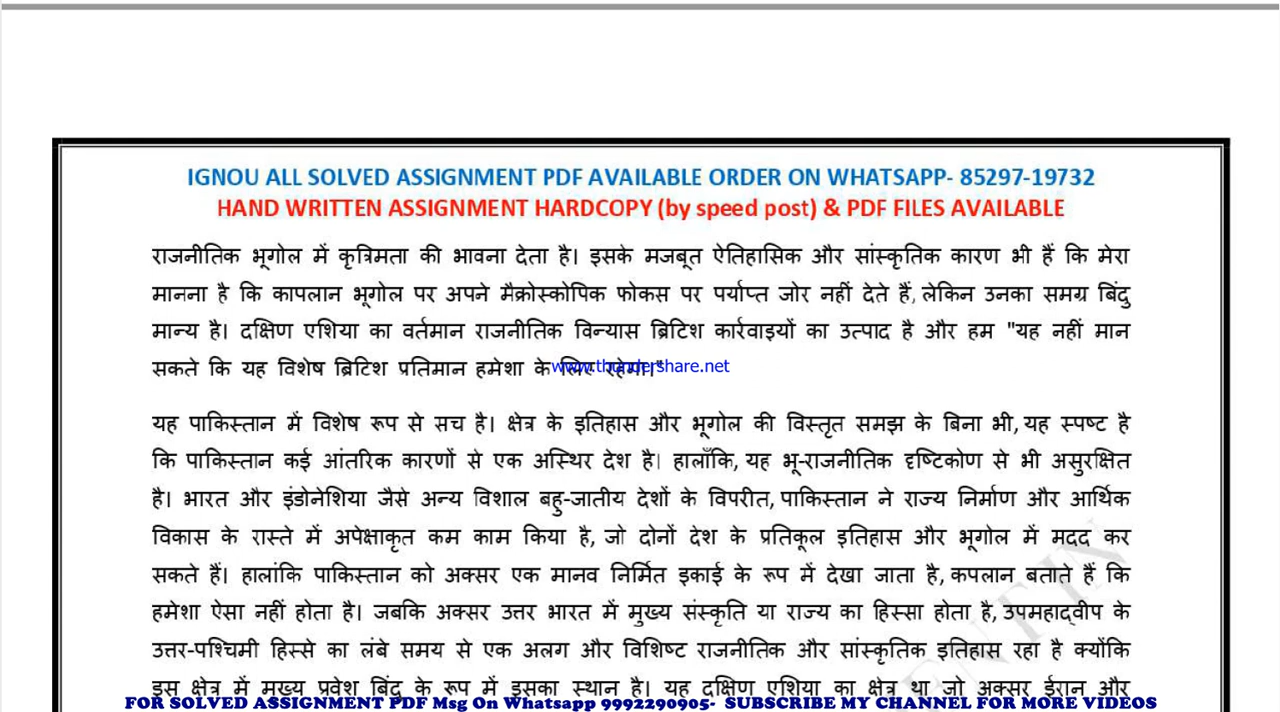 IGNOU ALL SOLVED ASSIGNMENT PDF AVAILABLE ORDER ON WHATSAPP- 85297-19732
HAND WRITTEN ASSIGNMENT HARDCOPY (by speed post) & PDF FILES AVAILABLE
राजनीतिक भूगोल में कृत्रिमता की भावना देता है। इसके मजबूत ऐतिहासिक और सांस्कृतिक कारण भी हैं कि मेरा
मानना है कि कापलान भूगोल पर अपने मैक्रोस्कोपिक फोकस पर पर्याप्त जोर नहीं देते हैं, लेकिन उनका समग्र बिंदु
मान्य है। दक्षिण एशिया का वर्तमान राजनीतिक विन्यास ब्रिटिश कार्रवाइयों का उत्पाद है और हम "यह नहीं मान
सकते कि यह विशेष ब्रिटिश प्रतिमान हमेशा के लिए रहेगा।"
www.thundershare.net
यह पाकिस्तान में विशेष रूप से सच है। क्षेत्र के इतिहास और भूगोल की विस्तृत समझ के बिना भी, यह स्पष्ट है
कि पाकिस्तान कई आंतरिक कारणों से एक अस्थिर देश है। हालाँकि, यह भू-राजनीतिक दृष्टिकोण से भी असुरक्षित
है। भारत और इंडोनेशिया जैसे अन्य विशाल बहु-जातीय देशों के विपरीत, पाकिस्तान ने राज्य निर्माण और आर्थिक
विकास के रास्ते में अपेक्षाकृत कम काम किया है, जो दोनों देश के प्रतिकूल इतिहास और भूगोल में मदद कर
सकते हैं। हालांकि पाकिस्तान को अक्सर एक मानव निर्मित इकाई के रूप में देखा जाता है, कपलान बताते हैं कि
हमेशा ऐसा नहीं होता है। जबकि अक्सर उत्तर भारत में मुख्य संस्कृति या राज्य का हिस्सा होता है, उपमहाद्वीप के
उत्तर-पश्चिमी हिस्से का लंबे समय से एक अलग और विशिष्ट राजनीतिक और सांस्कृतिक इतिहास रहा है क्योंकि
इस क्षेत्र में मुख्य प्रवेश बिंदु के रूप में इसका स्थान है। यह दक्षिण एशिया का क्षेत्र था जो अक्सर ईरान और
FOR SOLVED ASSIGNMENT PDF Msg On Whatsapp 9992290905- SUBSCRIBE MY CHANNEL FOR MORE VIDEOS